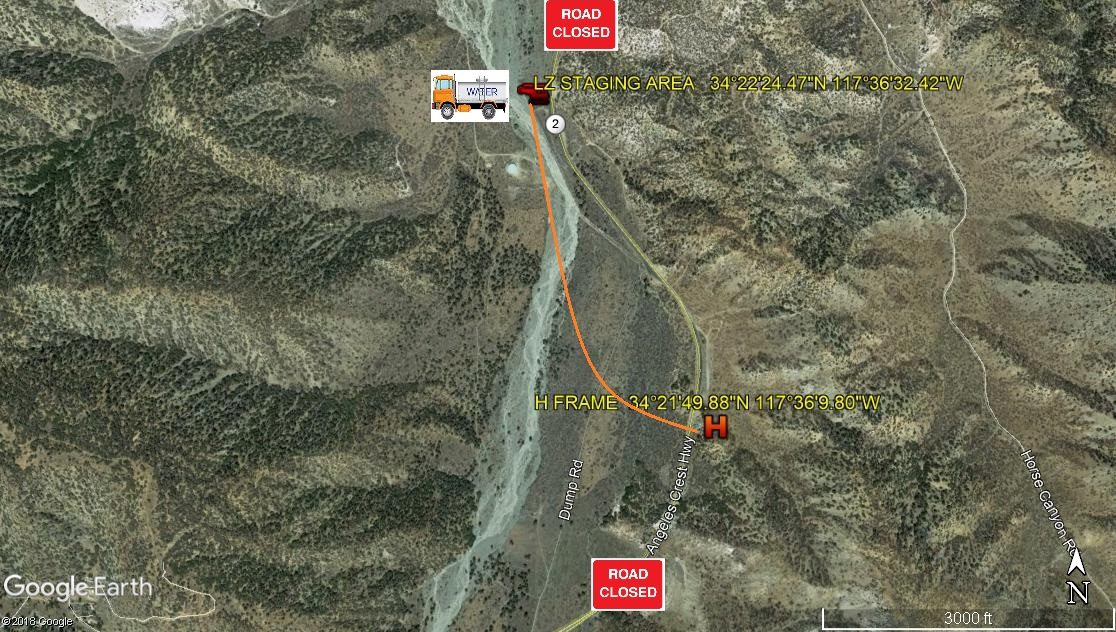 ROAD
CLOSED
LZ STAGING AREA 34°22'24.47"N 117°36'32.42"W
WATER
2
H FRAME 34°21'49.88"N 117°36'9.80"W
H
Dump Rd
Angeles Crest Hwy
Horse Canyon Rd
ROAD
CLOSED
Google Earth
N
3000 ft
©2018 Google